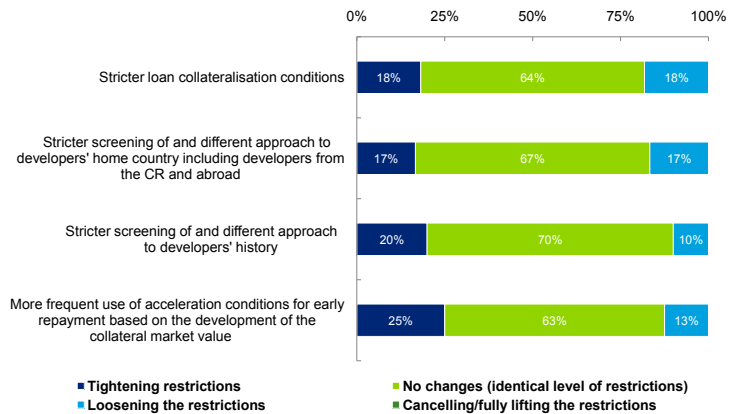 0% 25% 50% 75% 100%
Stricter loan collateralisation conditions
18% 64% 18%
Stricter screening of and different approach to
developers' home country including developers from
the CR and abroad
17% 67% 17%
Stricter screening of and different approach
to developers' history
20% 70% 10%
More frequent use of acceleration conditions for early
repayment based on the development of the
collateral market value
25% 63% 13%
Tightening restrictions
No changes (identical level of restrictions)
Loosening the restrictions
Cancelling/fully lifting the restrictions